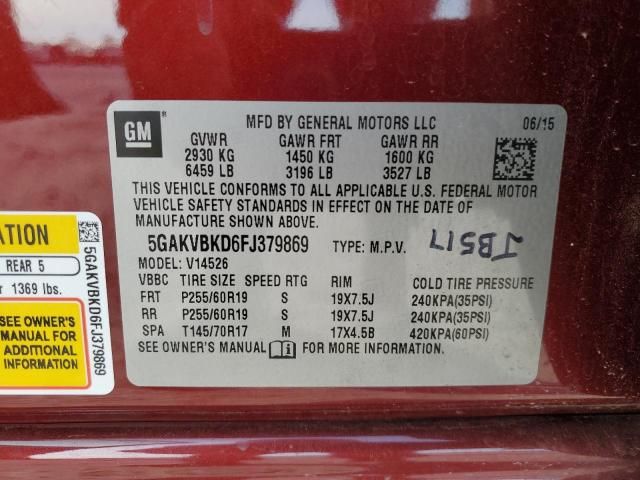 GM
MFD BY GENERAL MOTORS LLC 06/15
GVWR GAWR FRT GAWR RR
2930 KG 1450 KG 1600 KG
6459 LB 3196 LB 3527 LB
THIS VEHICLE CONFORMS TO ALL APPLICABLE U.S. FEDERAL MOTOR
VEHICLE SAFETY STANDARDS IN EFFECT ON THE DATE OF
MANUFACTURE SHOWN ABOVE.
5GAKVBKD6FJ379869 TYPE: M.P.V. JB517
MODEL: V14526
VBBC TIRE SIZE SPEED RTG RIM COLD TIRE PRESSURE
FRT P255/60R19 S 19X7.5J 240KPA(35PSI)
RR P255/60R19 S 19X7.5J 240KPA(35PSI)
SPA T145/70R17 M 17X4.5B 420KPA(60PSI)
SEE OWNER'S MANUAL i FOR MORE INFORMATION.
ATION
REAR 5
r 1369 lbs.
SEE OWNER'S
MANUAL FOR
ADDITIONAL
INFORMATION
5GAKVBKD6FJ379869